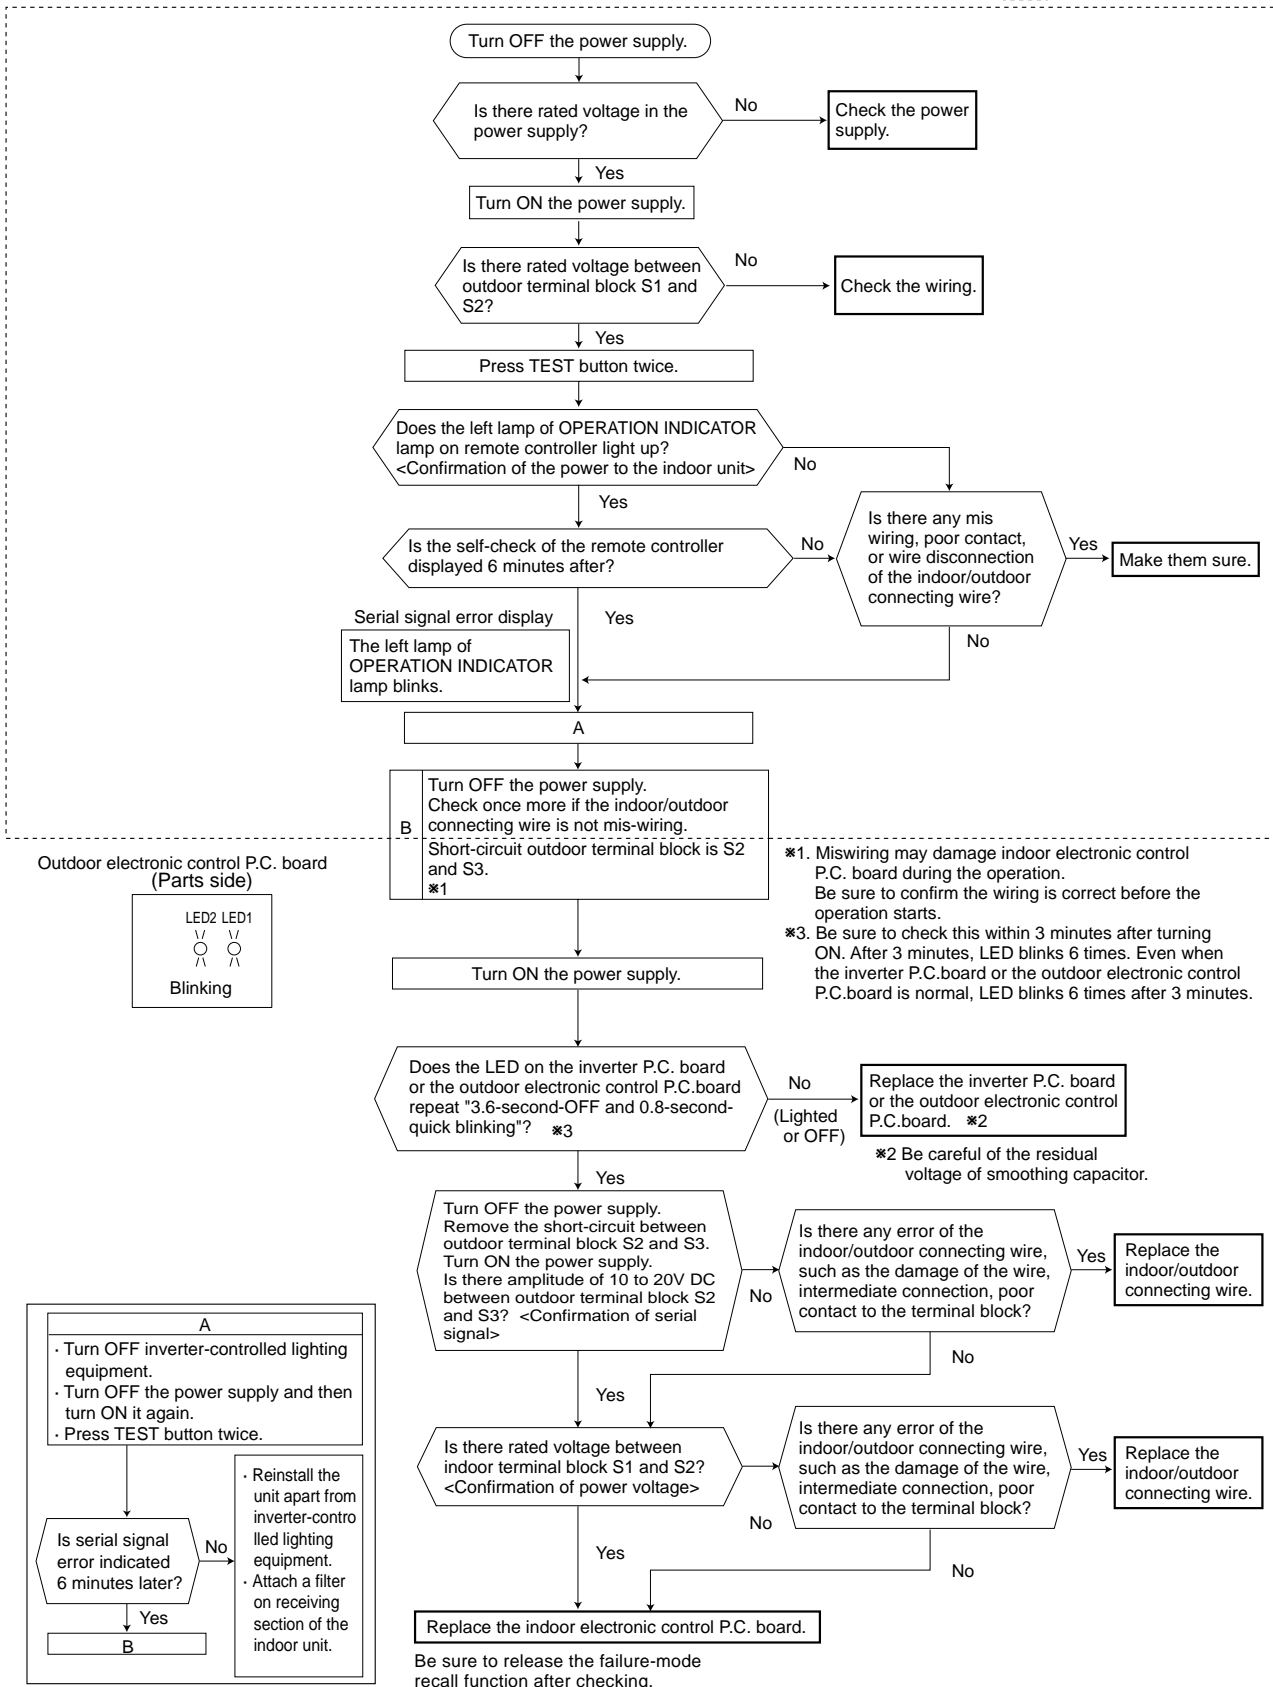 Turn OFF the power supply.
Is there rated voltage in the
power supply?
No
Check the power
supply.
Yes
Turn ON the power supply.
Is there rated voltage between
outdoor terminal block S1 and
S2?
No
Check the wiring.
Yes
Press TEST button twice.
Does the left lamp of OPERATION INDICATOR
lamp on remote controller light up?
<Confirmation of the power to the indoor unit>
No
Yes
Is the self-check of the remote controller
displayed 6 minutes after?
No
Is there any mis
wiring, poor contact,
or wire disconnection
of the indoor/outdoor
connecting wire?
Yes
Make them sure.
Serial signal error display
Yes
No
The left lamp of
OPERATION INDICATOR
lamp blinks.
A
B
Turn OFF the power supply.
Check once more if the indoor/outdoor
connecting wire is not mis-wiring.
Short-circuit outdoor terminal block is S2
and S3.
※1
Outdoor electronic control P.C. board
(Parts side)
LED2 LED1
Blinking
※1. Miswiring may damage indoor electronic control
P.C. board during the operation.
Be sure to confirm the wiring is correct before the
operation starts.
※3. Be sure to check this within 3 minutes after turning
ON. After 3 minutes, LED blinks 6 times. Even when
the inverter P.C.board or the outdoor electronic control
P.C.board is normal, LED blinks 6 times after 3 minutes.
Turn ON the power supply.
Does the LED on the inverter P.C. board
or the outdoor electronic control P.C.board
repeat "3.6-second-OFF and 0.8-second-
quick blinking"? ※3
No
(Lighted
or OFF)
Replace the inverter P.C. board
or the outdoor electronic control
P.C.board. ※2
※2 Be careful of the residual
voltage of smoothing capacitor.
Yes
Turn OFF the power supply.
Remove the short-circuit between
outdoor terminal block S2 and S3.
Turn ON the power supply.
Is there amplitude of 10 to 20V DC
between outdoor terminal block S2
and S3? <Confirmation of serial
signal>
No
Is there any error of the
indoor/outdoor connecting wire,
such as the damage of the wire,
intermediate connection, poor
contact to the terminal block?
Yes
Replace the
indoor/outdoor
connecting wire.
No
Yes
Is there rated voltage between
indoor terminal block S1 and S2?
<Confirmation of power voltage>
No
Is there any error of the
indoor/outdoor connecting wire,
such as the damage of the wire,
intermediate connection, poor
contact to the terminal block?
Yes
Replace the
indoor/outdoor
connecting wire.
Yes
No
Replace the indoor electronic control P.C. board.
Be sure to release the failure-mode
recall function after checking.
A
· Turn OFF inverter-controlled lighting
equipment.
· Turn OFF the power supply and then
turn ON it again.
· Press TEST button twice.
Is serial signal
error indicated
6 minutes later?
No
· Reinstall the
unit apart from
inverter-contro
lled lighting
equipment.
· Attach a filter
on receiving
section of the
indoor unit.
Yes
B